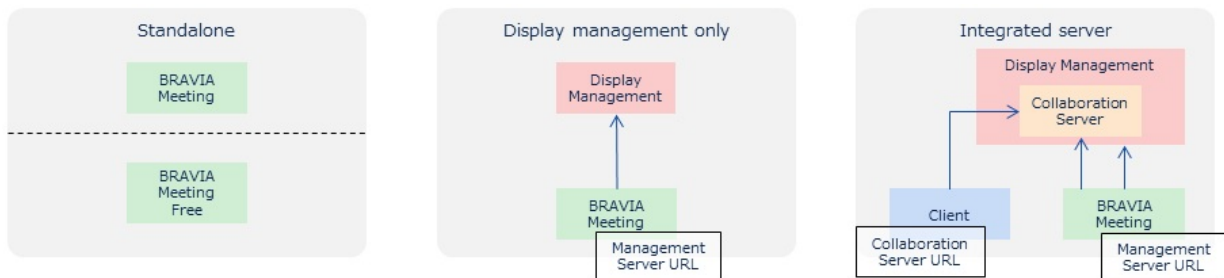 Standalone
BRAVIA
Meeting
BRAVIA
Meeting
Free
Display management only
Display
Management
BRAVIA
Meeting
Management
Server URL
Integrated server
Display Management
Collaboration
Server
Client
Collaboration
Server URL
BRAVIA
Meeting
Management
Server URL